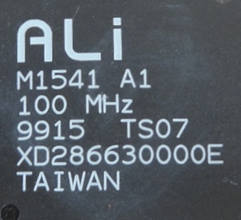 ALi
M1541 A1
100 MHz
9915 TS07
XD286630000E
TAIWAN